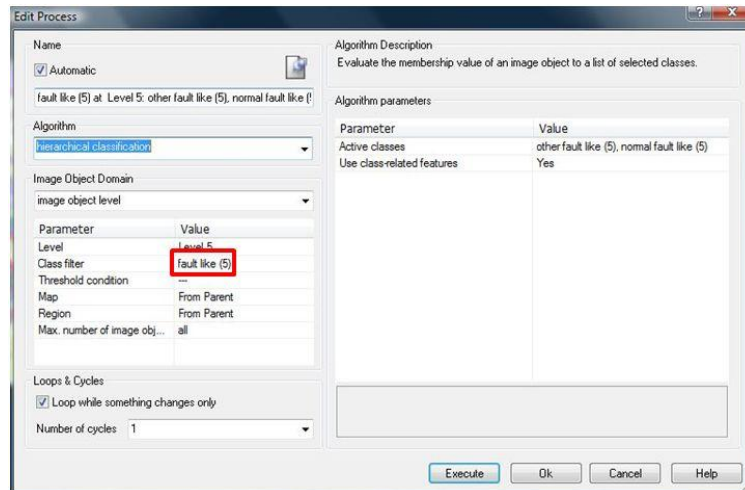 Edit Process
Name
Automatic
fault like (5) at Level 5: other fault like (5), normal fault like (5
Algorithm
hierarchical classification
Image Object Domain
image object level
Parameter Value
Level Level 5
Class filter fault like (5)
Threshold condition ---
Map From Parent
Region From Parent
Max. number of image obj... all
Loops & Cycles
Loop while something changes only
Number of cycles 1
Algorithm Description
Evaluate the membership value of an image object to a list of selected classes.
Algorithm parameters
Parameter Value
Active classes other fault like (5), normal fault like (5)
Use class-related features Yes
Execute Ok Cancel Help